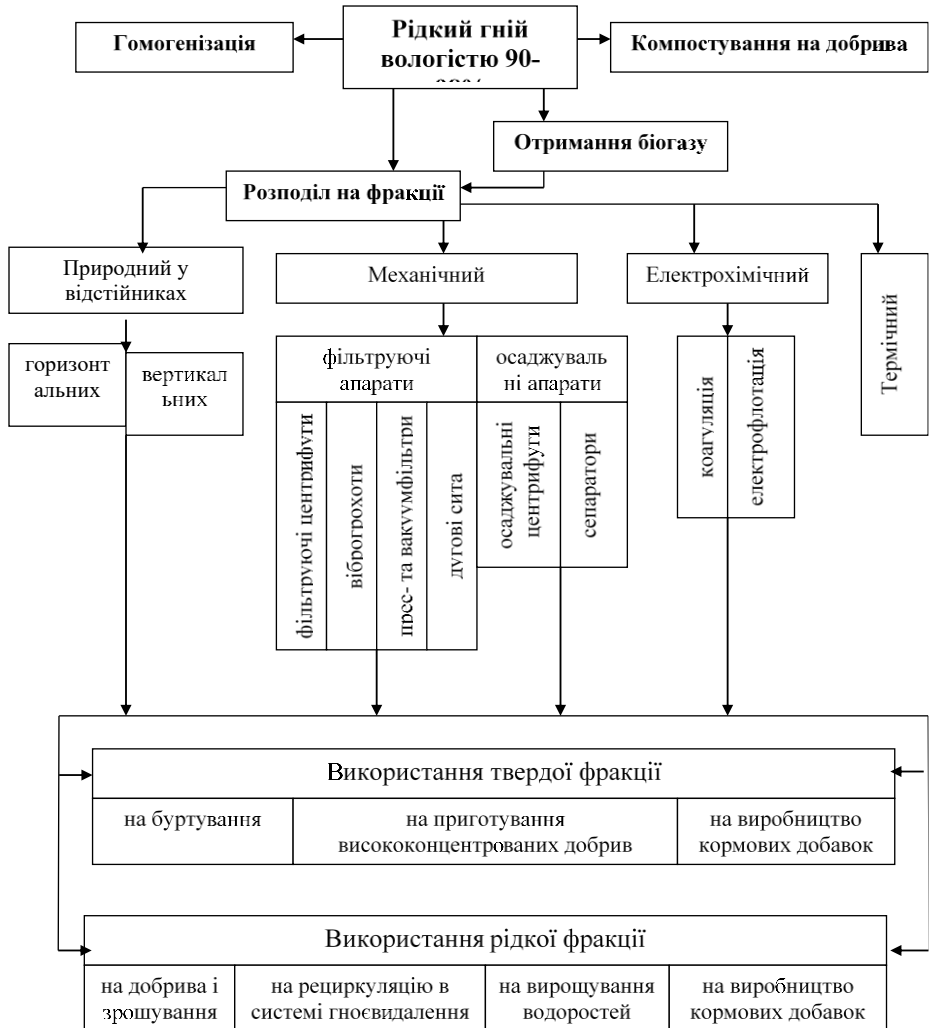 Гомогенізація
Рідкий гній
вологістю 90-
Компостування на добрива
Отримання біогазу
Розподіл на фракції
Природний у
відстійниках
Механічний
Електрохімічний
Термічний
горизонт
альних
вертикал
ьних
фільтруючі
апарати
осаджуваль
ні апарати
фільтруючі центрифуги
віброгрохоти
прес- та вакуумфільтри
дугові сита
осаджувальні
центрифуги
сепаратори
коагуляція
електрофлотація
Використання твердої фракції
на буртування
на приготування
висококонцентрованих добрив
на виробництво
кормових добавок
Використання рідкої фракції
на добрива і
зрошування
на рециркуляцію в
системі гноєвидалення
на вирощування
водоростей
на виробництво
кормових добавок